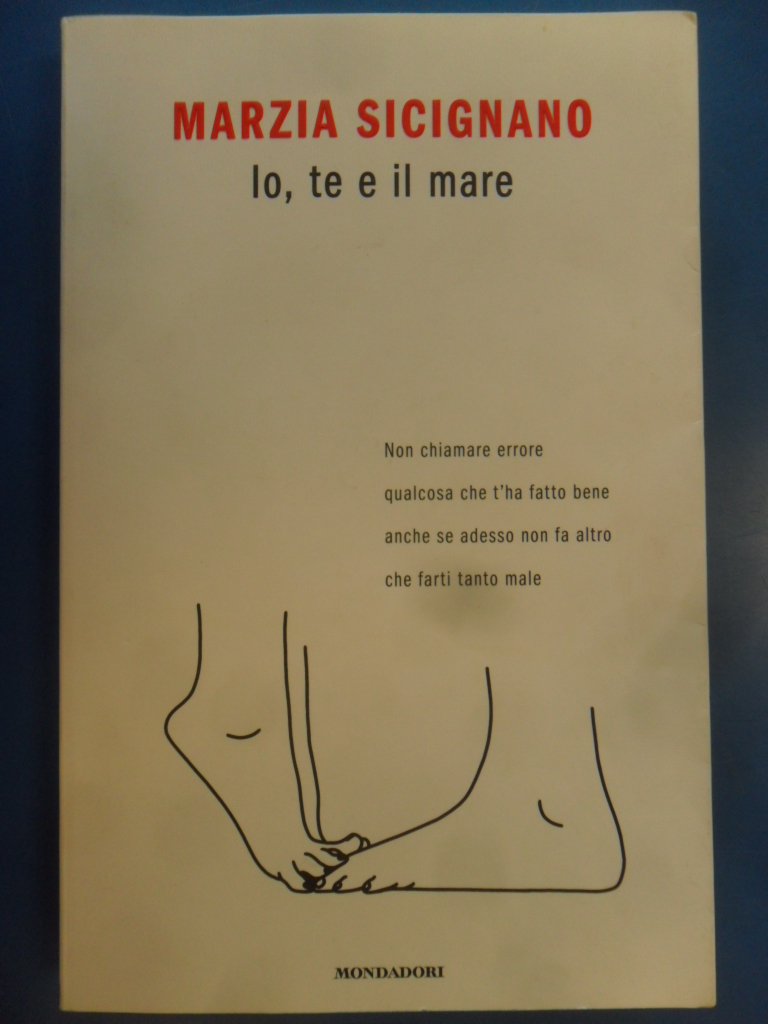 MARZIA SICIGNANO
Io, te e il mare
Non chiamare errore
qualcosa che t'ha fatto bene
anche se adesso non fa altro
che farti tanto male
MONDADORI